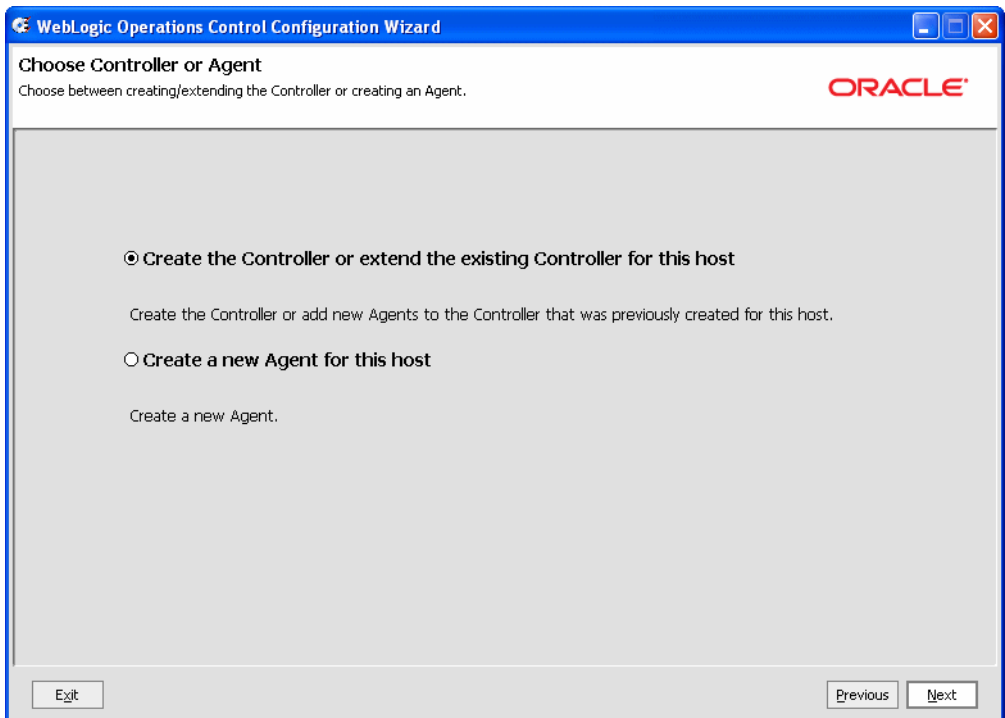 WebLogic Operations Control Configuration Wizard
Choose Controller or Agent
Choose between creating/extending the Controller or creating an Agent.
ORACLE
Create the Controller or extend the existing Controller for this host
Create the Controller or add new Agents to the Controller that was previously created for this host.
Create a new Agent for this host
Create a new Agent.
Exit
Previous
Next